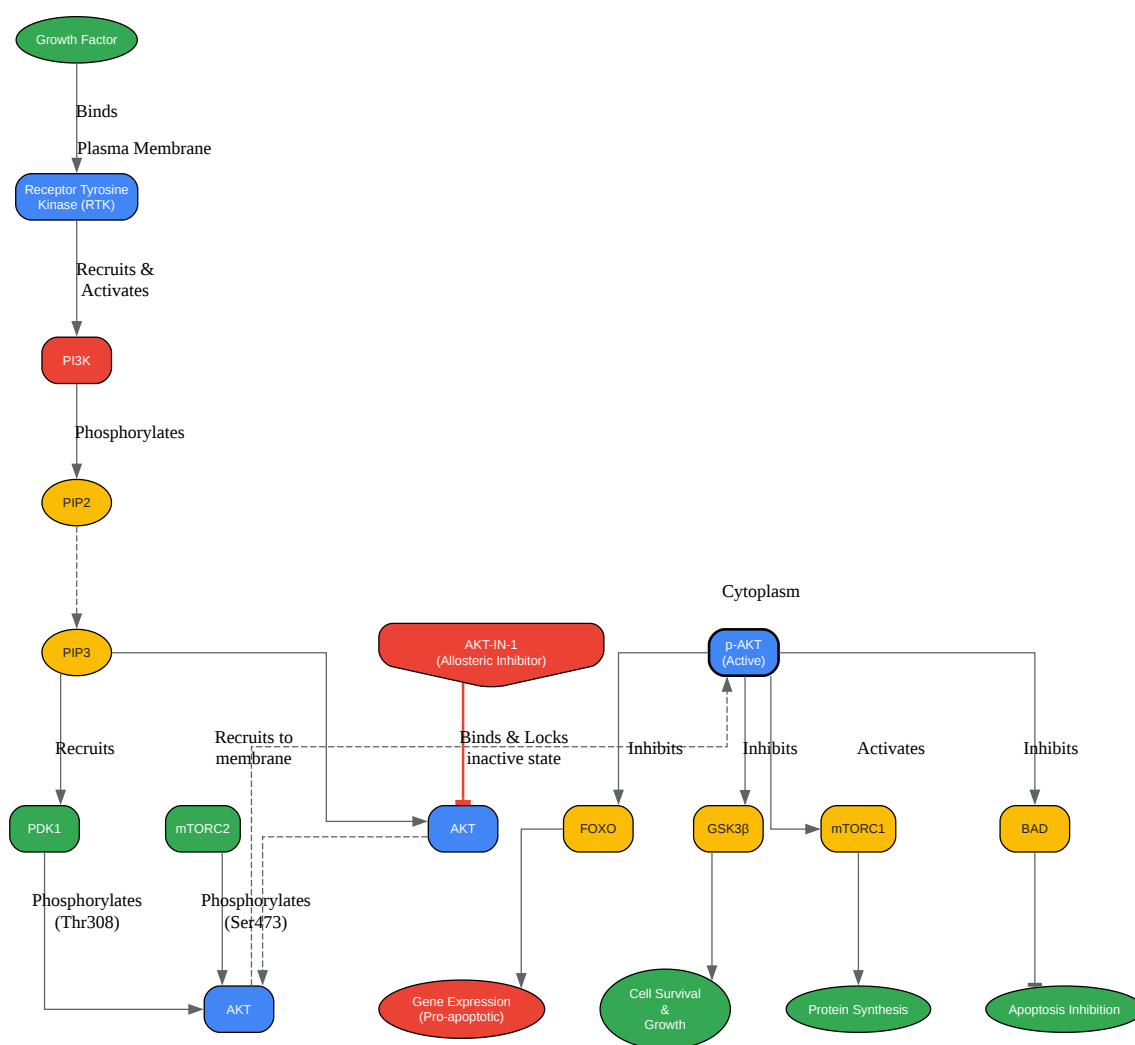 Growth Factor
Binds
Plasma Membrane
Receptor Tyrosine
Kinase (RTK)
Recruits &
Activates
PI3K
Phosphorylates
PIP2
Cytoplasm
PIP3
AKT-IN-1
(Allosteric Inhibitor)
p-AKT
(Active)
Recruits
Recruits to
membrane
Binds & Locks
inactive state
Inhibits
Inhibits
Activates
Inhibits
PDK1
mTORC2
AKT
FOXO
GSK3β
mTORC1
BAD
Phosphorylates
(Thr308)
Phosphorylates
(Ser473)
AKT
Gene Expression
(Pro-apoptotic)
Cell Survival
&
Growth
Protein Synthesis
Apoptosis Inhibition